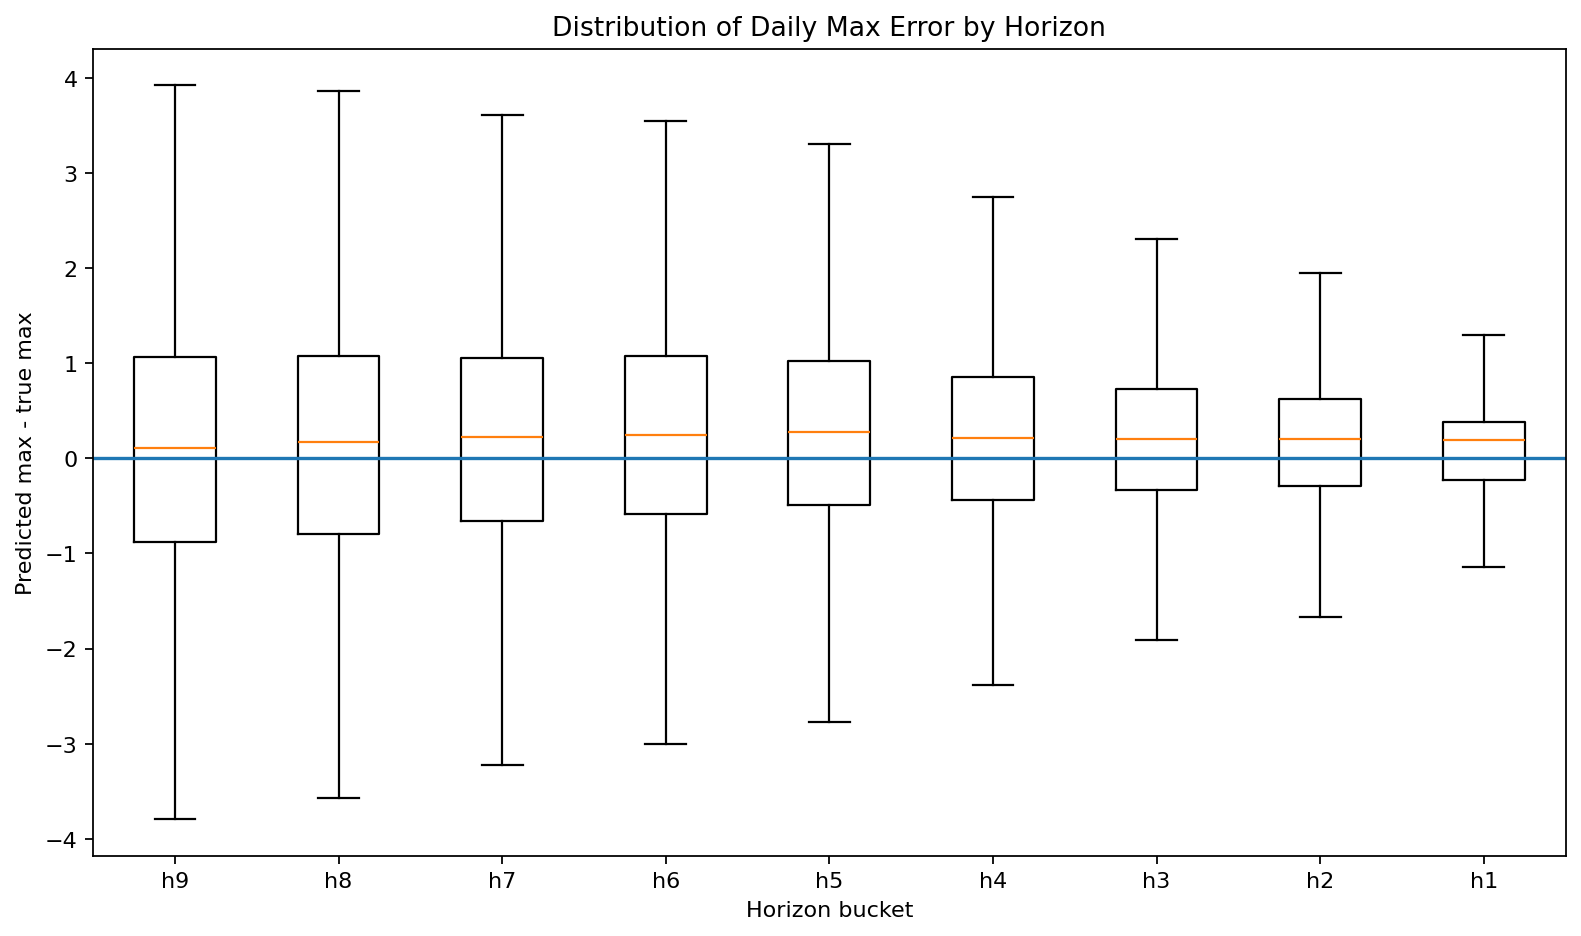 Distribution of Daily Max Error by Horizon
Predicted max - true max
4
3
2
1
0
−1
−2
−3
−4
h9 h8 h7 h6 h5 h4 h3 h2 h1
Horizon bucket